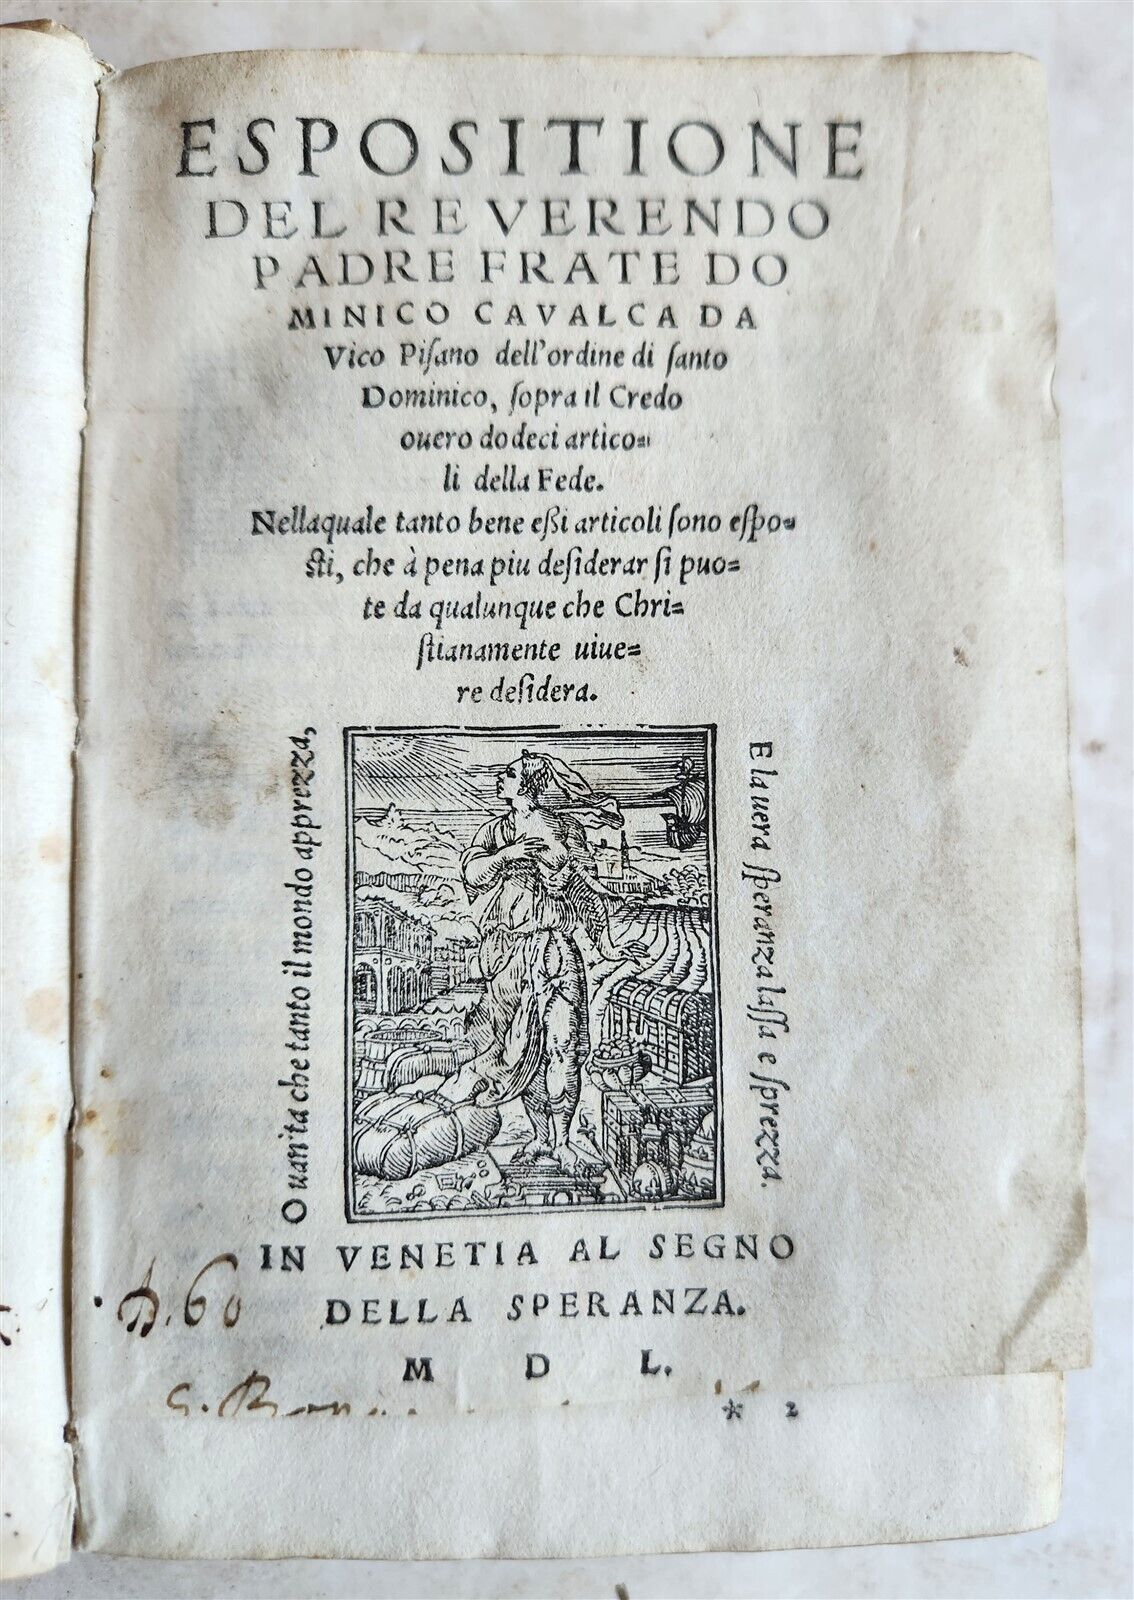 ESPOSITIONE
DEL REVERENDO
PADRE FRATE DO
MINICO CAVALCA DA
Vico Piſano dell'ordine di ſanto
Dominico, ſopra il Credo
ouero dodeci artico=
li della Fede.
Nellaquale tanto bene eßi articoli ſono eſpo=
ſti, che à pena piu deſiderar ſi puo=
te da qualunque che Chri=
ſtianamente uiue=
re deſidera.
O uanita che tanto il mondo apprezza,
E la uera ſperanza laſſa e ſprezza.
IN VENETIA AL SEGNO
DELLA SPERANZA.
M D L.
* 2